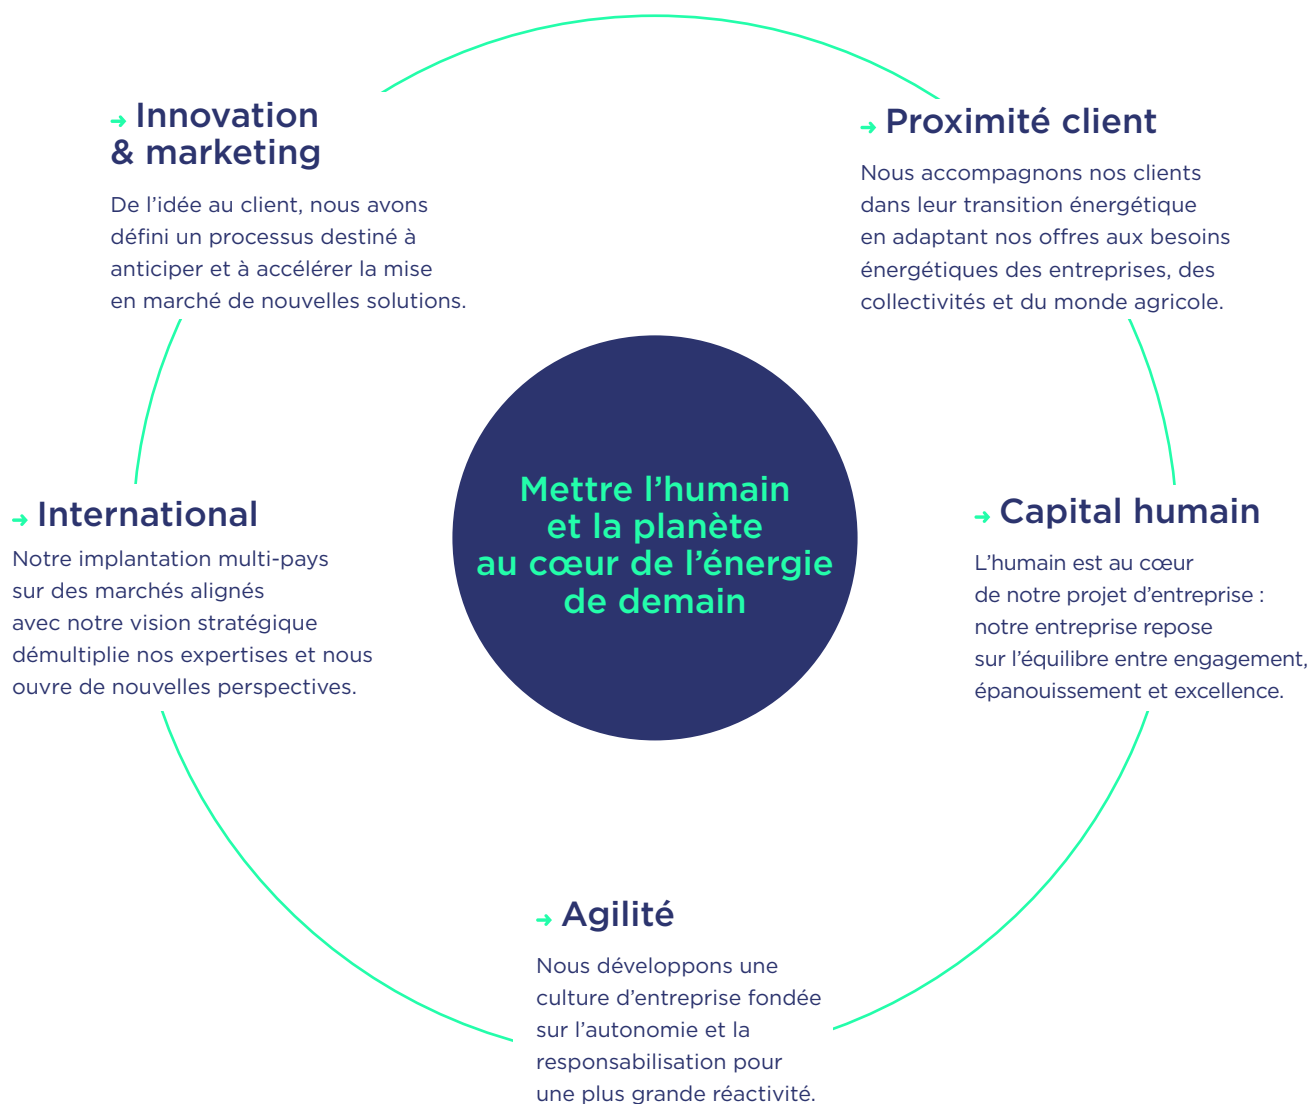 → Innovation
& marketing
De l’idée au client, nous avons
défini un processus destiné à
anticiper et à accélérer la mise
en marché de nouvelles solutions.
→ Proximité client
Nous accompagnons nos clients
dans leur transition énergétique
en adaptant nos offres aux besoins
énergétiques des entreprises, des
collectivités et du monde agricole.
Mettre l’humain
et la planète
au cœur de l’énergie
de demain
→ International
Notre implantation multi-pays
sur des marchés alignés
avec notre vision stratégique
démultiplie nos expertises et nous
ouvre de nouvelles perspectives.
→ Capital humain
L’humain est au cœur
de notre projet d’entreprise :
notre entreprise repose
sur l’équilibre entre engagement,
épanouissement et excellence.
→ Agilité
Nous développons une
culture d’entreprise fondée
sur l’autonomie et la
responsabilisation pour
une plus grande réactivité.